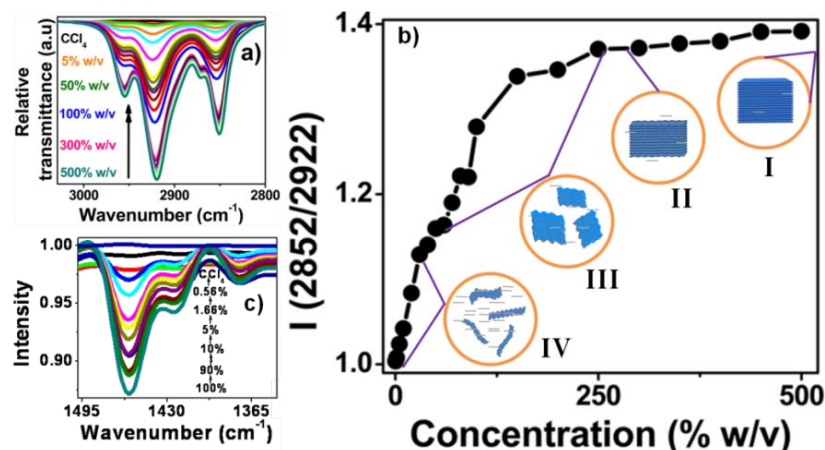 a)
Relative
transmittance (a.u)
CCl4
5% w/v
50% w/v
100% w/v
300% w/v
500% w/v
3000 2900 2800
Wavenumber (cm-1)
c)
Intensity
1.00
0.95
0.90
CCl4
0.56%
1.66%
5%
10%
90%
100%
1495 1430 1365
Wavenumber (cm-1)
b)
I (2852/2922)
1.4
1.2
1.0
I
II
III
IV
0 250 500
Concentration (% w/v)